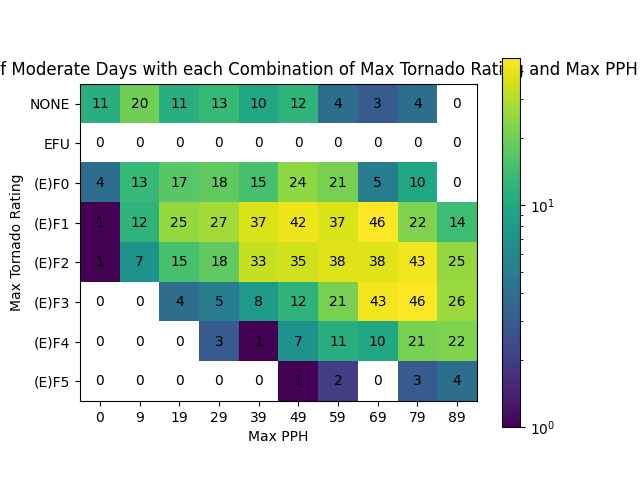 f Moderate Days with each Combination of Max Tornado Rating and Max PPH
NONE 11 20 11 13 10 12 4 3 4 0
EFU 0 0 0 0 0 0 0 0 0 0
(E)F0 4 13 17 18 15 24 21 5 10 0
(E)F1 1 12 25 27 37 42 37 46 22 14
(E)F2 1 7 15 18 33 35 38 38 43 25
(E)F3 0 0 4 5 8 12 21 43 46 26
(E)F4 0 0 0 3 1 7 11 10 21 22
(E)F5 0 0 0 0 0 1 2 0 3 4
0 9 19 29 39 49 59 69 79 89
Max PPH
Max Tornado Rating
10¹
10⁰